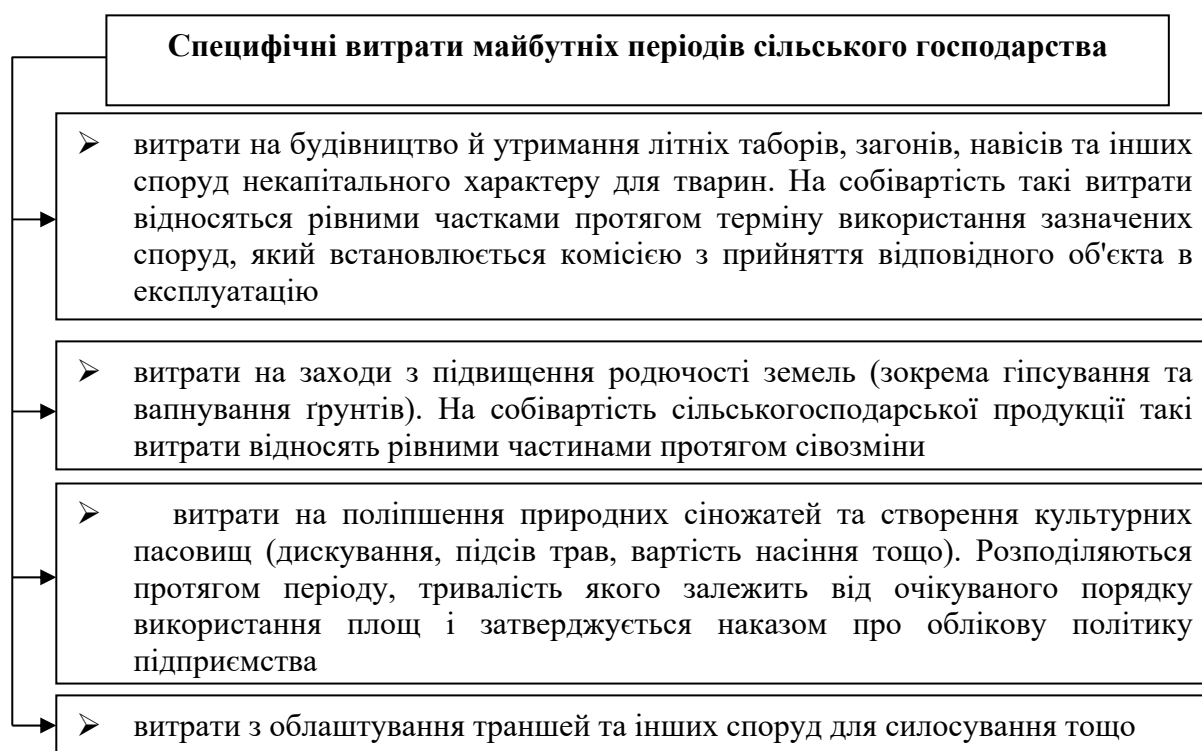 Специфічні витрати майбутніх періодів сільського господарства
➢ витрати на будівництво й утримання літніх таборів, загонів, навісів та інших
споруд некапітального характеру для тварин. На собівартість такі витрати
відносяться рівними частками протягом терміну використання зазначених
споруд, який встановлюється комісією з прийняття відповідного об'єкта в
експлуатацію
➢ витрати на заходи з підвищення родючості земель (зокрема гіпсування та
вапнування ґрунтів). На собівартість сільськогосподарської продукції такі
витрати відносять рівними частинами протягом сівозміни
➢ витрати на поліпшення природних сіножатей та створення культурних
пасовищ (дискування, підсів трав, вартість насіння тощо). Розподіляються
протягом періоду, тривалість якого залежить від очікуваного порядку
використання площ і затверджується наказом про облікову політику
підприємства
➢ витрати з облаштування траншей та інших споруд для силосування тощо